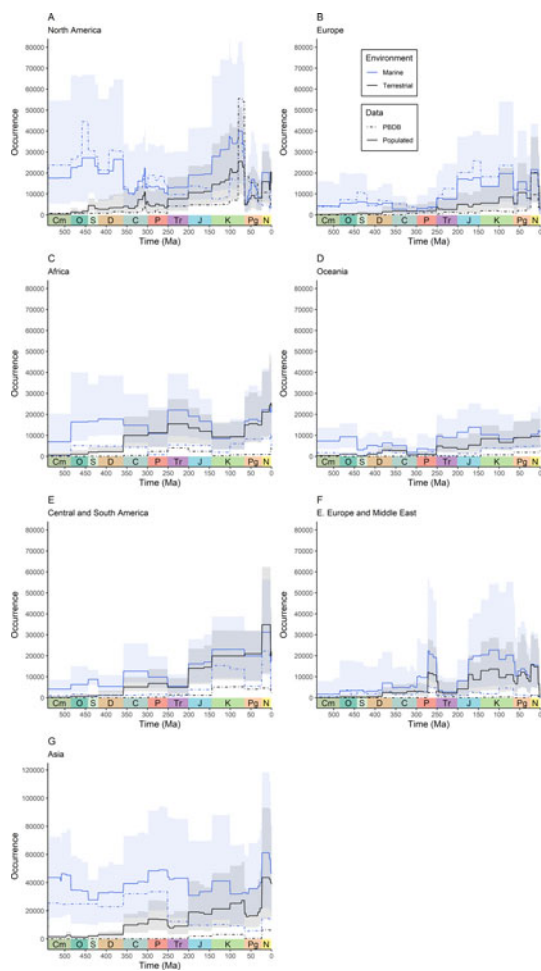 A
North America
Occurrence
80000
70000
60000
50000
40000
30000
20000
10000
0
Cm O S D C P Tr J K Pg N
500 450 400 350 300 250 200 150 100 50 0
Time (Ma)
B
Europe
Environment
Marine
Terrestrial
Data
PBDB
Populated
Occurrence
80000
70000
60000
50000
40000
30000
20000
10000
0
Cm O S D C P Tr J K Pg N
500 450 400 350 300 250 200 150 100 50 0
Time (Ma)
C
Africa
Occurrence
80000
70000
60000
50000
40000
30000
20000
10000
0
Cm O S D C P Tr J K Pg N
500 450 400 350 300 250 200 150 100 50 0
Time (Ma)
D
Oceania
Occurrence
80000
70000
60000
50000
40000
30000
20000
10000
0
Cm O S D C P Tr J K Pg N
500 450 400 350 300 250 200 150 100 50 0
Time (Ma)
E
Central and South America
Occurrence
80000
70000
60000
50000
40000
30000
20000
10000
0
Cm O S D C P Tr J K Pg N
500 450 400 350 300 250 200 150 100 50 0
Time (Ma)
F
E. Europe and Middle East
Occurrence
80000
70000
60000
50000
40000
30000
20000
10000
0
Cm O S D C P Tr J K Pg N
500 450 400 350 300 250 200 150 100 50 0
Time (Ma)
G
Asia
Occurrence
120000
100000
80000
60000
40000
20000
0
Cm O S D C P Tr J K Pg N
500 450 400 350 300 250 200 150 100 50 0
Time (Ma)